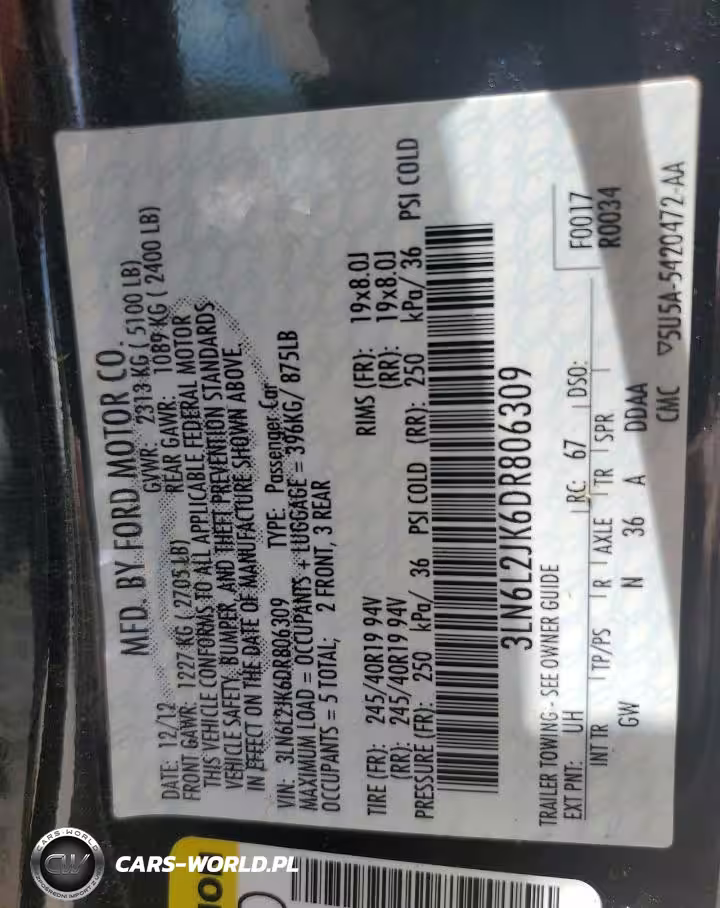 MFD. BY FORD MOTOR CO.
DATE: 12/12 GVWR: 2313 KG ( 5100 LB)
FRONT GAWR: 1227 KG ( 2705 LB) REAR GAWR: 1089 KG ( 2400 LB)
THIS VEHICLE CONFORMS TO ALL APPLICABLE FEDERAL MOTOR
VEHICLE SAFETY, BUMPER, AND THEFT PREVENTION STANDARDS
IN EFFECT ON THE DATE OF MANUFACTURE SHOWN ABOVE.
VIN: 3LN6L2JK6DR806309 TYPE: Passenger Car
MAXIMUM LOAD = OCCUPANTS + LUGGAGE = 396KG/ 875LB
OCCUPANTS = 5 TOTAL; 2 FRONT, 3 REAR
TIRE (FR): 245/40R19 94V RIMS (FR): 19x8.0J
(RR): 245/40R19 94V (RR): 19x8.0J
PRESSURE (FR): 250 kPa/ 36 PSI COLD (RR): 250 kPa/ 36 PSI COLD
3LN6L2JK6DR806309
TRAILER TOWING - SEE OWNER GUIDE
F0017
R0034
EXT PNT: UH RC: 67 DSO:
INT TR TP/PS R AXLE TR SPR
GW N 36 A DDAA
CMC ▽5U5A-5420472-AA
CARS-WORLD
CW
CARS-WORLD.PL